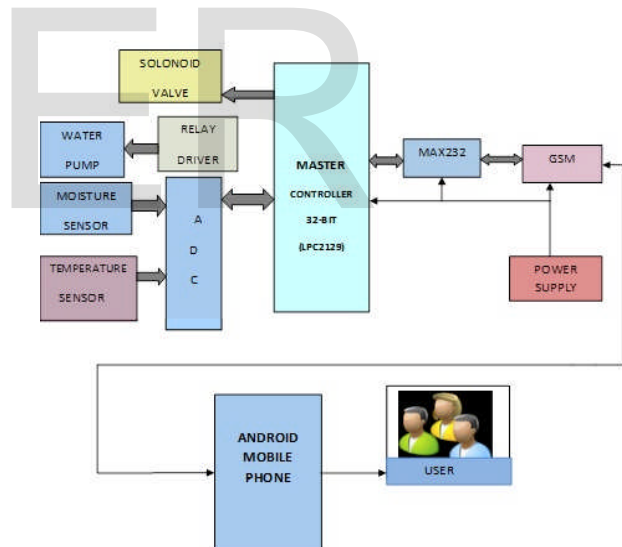 ER
SOLONOID
VALVE
WATER
PUMP
RELAY
DRIVER
MOISTURE
SENSOR
A
D
C
TEMPERATURE
SENSOR
MASTER
CONTROLLER
32-BIT
(LPC2129)
MAX232
GSM
POWER
SUPPLY
ANDROID
MOBILE
PHONE
USER